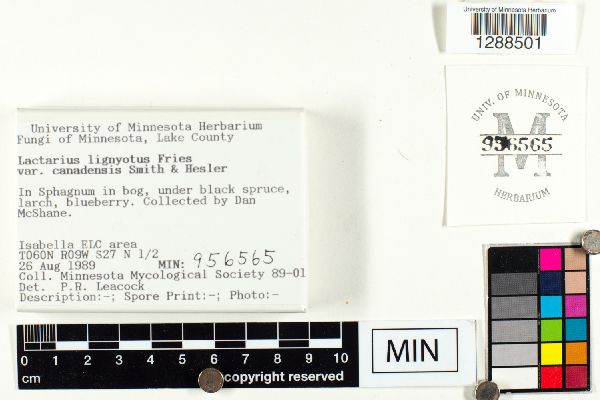 University of Minnesota Herbarium
1288501
UNIV. OF MINNESOTA
M
956565
HERBARIUM
University of Minnesota Herbarium
Fungi of Minnesota, Lake County
Lactarius lignyotus Fries
var. canadensis Smith & Hesler
In Sphagnum in bog, under black spruce,
larch, blueberry. Collected by Dan
McShane.
Isabella ELC area
T060N R09W S27 N 1/2
26 Aug 1989 MIN: 956565
Coll. Minnesota Mycological Society 89-01
Det. P.R. Leacock
Description:-; Spore Print:-; Photo:-
0 1 2 3 4 5 6 7 8 9 10
cm copyright reserved
MIN